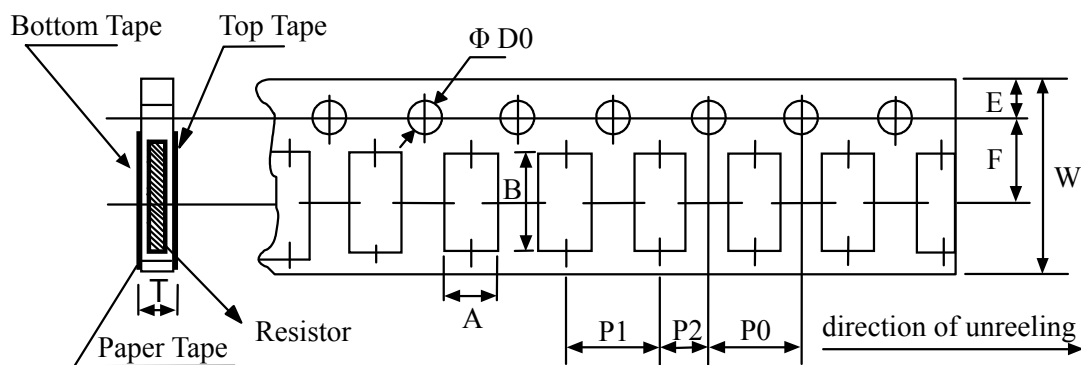 Bottom Tape
Top Tape
Φ D0
E
F
W
B
T
A
Resistor
Paper Tape
P1
P2
P0
direction of unreeling